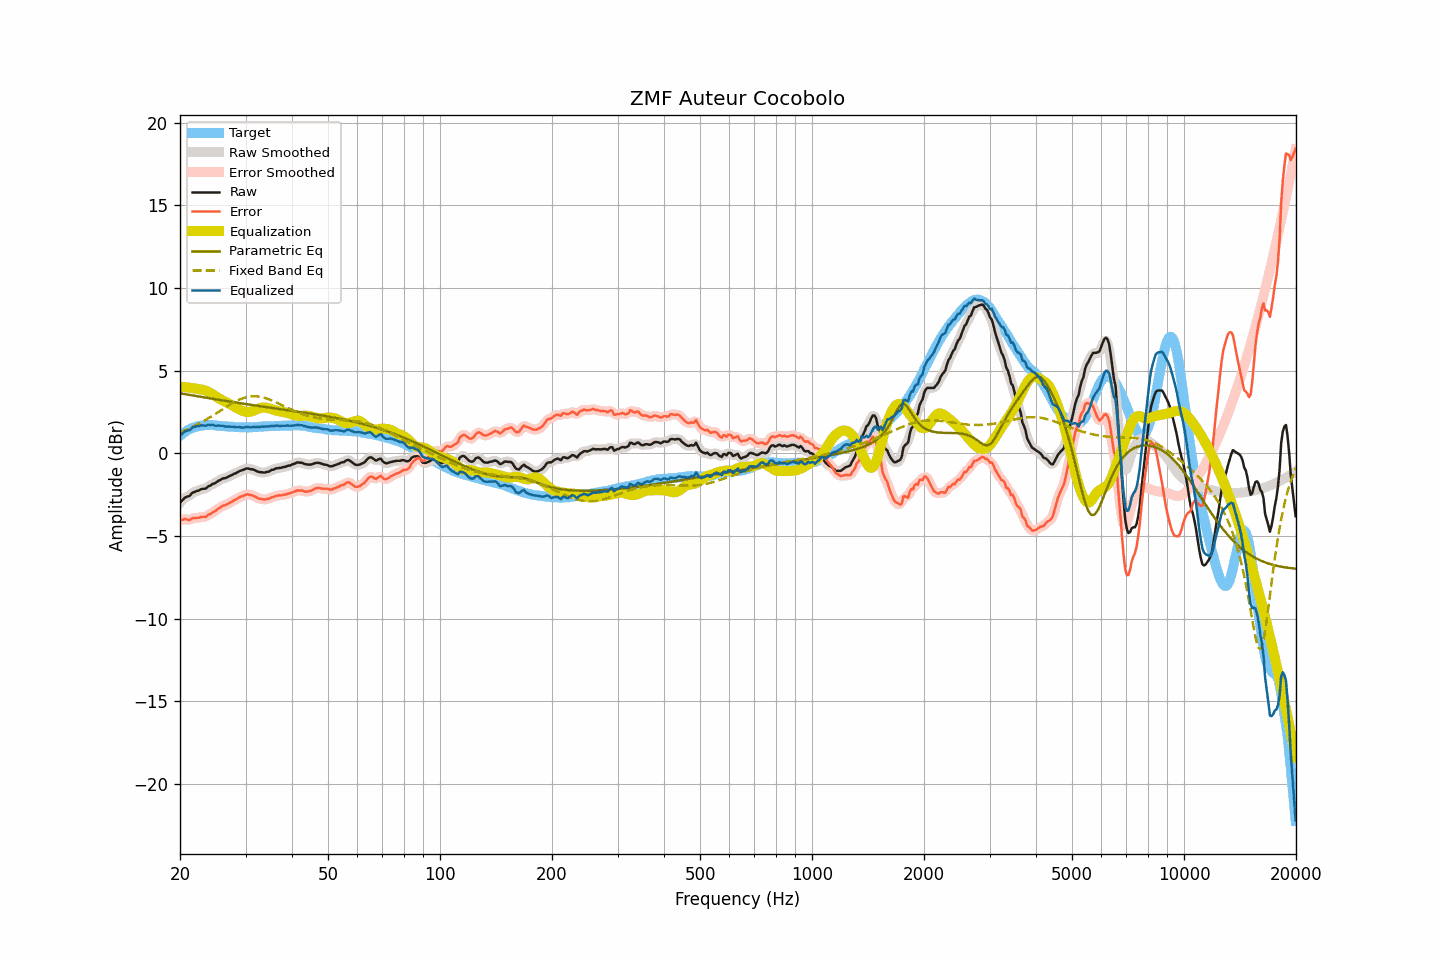 ZMF Auteur Cocobolo
20
15
10
5
0
−5
−10
−15
−20
Amplitude (dBr)
Target
Raw Smoothed
Error Smoothed
Raw
Error
Equalization
Parametric Eq
Fixed Band Eq
Equalized
20 50 100 200 500 1000 2000 5000 10000 20000
Frequency (Hz)